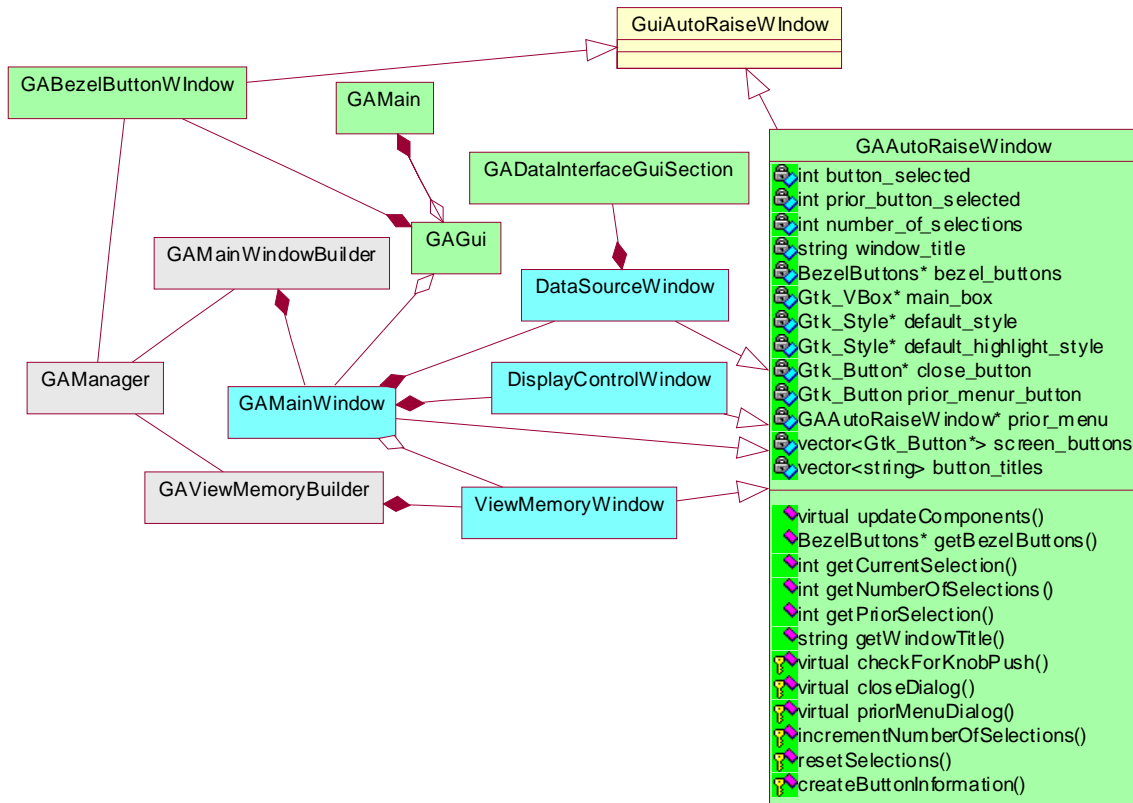 GuiAutoRaiseWIndow
GABezelButtonWIndow
GAMain
GAAutoRaiseWindow
GADataInterfaceGuiSection
int button_selected
int prior_button_selected
int number_of_selections
string window_title
BezelButtons* bezel_buttons
Gtk_VBox* main_box
Gtk_Style* default_style
Gtk_Style* default_highlight_style
Gtk_Button* close_button
Gtk_Button prior_menur_button
GAAutoRaiseWindow* prior_menu
vector<Gtk_Button*> screen_buttons
vector<string> button_titles
GAGui
GAMainWindowBuilder
DataSourceWindow
GAManager
DisplayControlWindow
GAMainWindow
GAViewMemoryBuilder
ViewMemoryWindow
virtual updateComponents()
BezelButtons* getBezelButtons()
int getCurrentSelection()
int getNumberOfSelections()
int getPriorSelection()
string getWindowTitle()
virtual checkForKnobPush()
virtual closeDialog()
virtual priorMenuDialog()
incrementNumberOfSelections()
resetSelections()
createButtonInformation()